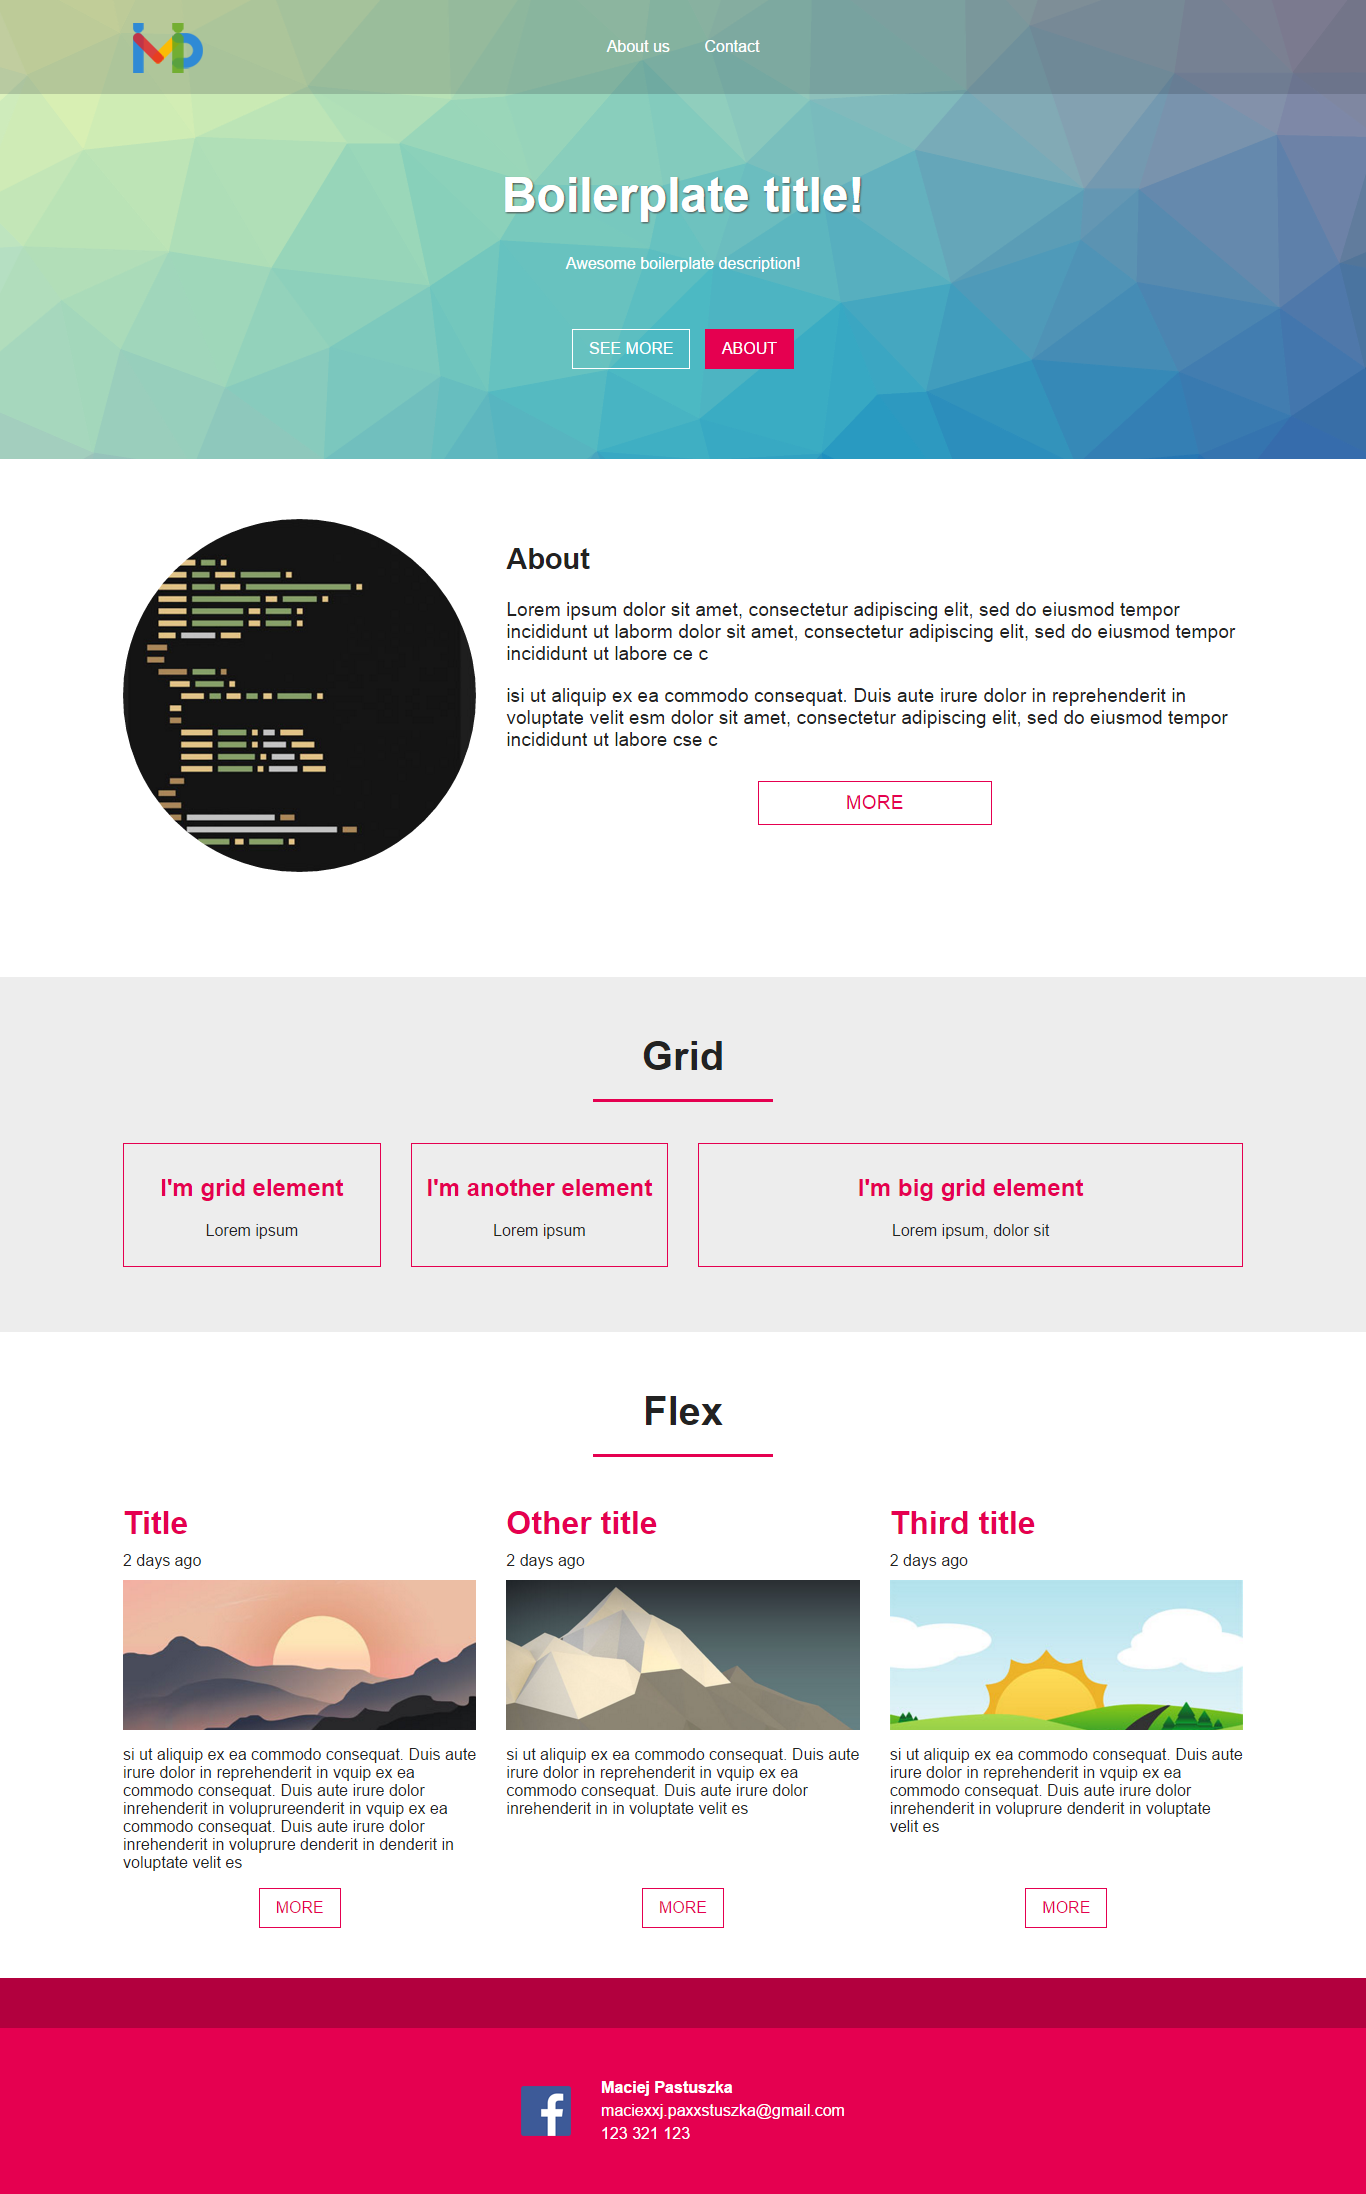 About us Contact
Boilerplate title!
Awesome boilerplate description!
SEE MORE ABOUT
About
Lorem ipsum dolor sit amet, consectetur adipiscing elit, sed do eiusmod tempor
incididunt ut laborm dolor sit amet, consectetur adipiscing elit, sed do eiusmod tempor
incididunt ut labore ce c
isi ut aliquip ex ea commodo consequat. Duis aute irure dolor in reprehenderit in
voluptate velit esm dolor sit amet, consectetur adipiscing elit, sed do eiusmod tempor
incididunt ut labore cse c
MORE
Grid
I'm grid element
Lorem ipsum
I'm another element
Lorem ipsum
I'm big grid element
Lorem ipsum, dolor sit
Flex
Title
2 days ago
si ut aliquip ex ea commodo consequat. Duis aute
irure dolor in reprehenderit in vquip ex ea
commodo consequat. Duis aute irure dolor
inrehenderit in voluprureenderit in vquip ex ea
commodo consequat. Duis aute irure dolor
inrehenderit in voluprure denderit in denderit in
voluptate velit es
MORE
Other title
2 days ago
si ut aliquip ex ea commodo consequat. Duis aute
irure dolor in reprehenderit in vquip ex ea
commodo consequat. Duis aute irure dolor
inrehenderit in in voluptate velit es
MORE
Third title
2 days ago
si ut aliquip ex ea commodo consequat. Duis aute
irure dolor in reprehenderit in vquip ex ea
commodo consequat. Duis aute irure dolor
inrehenderit in voluprure denderit in voluptate
velit es
MORE
Maciej Pastuszka
maciexxj.paxxstuszka@gmail.com
123 321 123